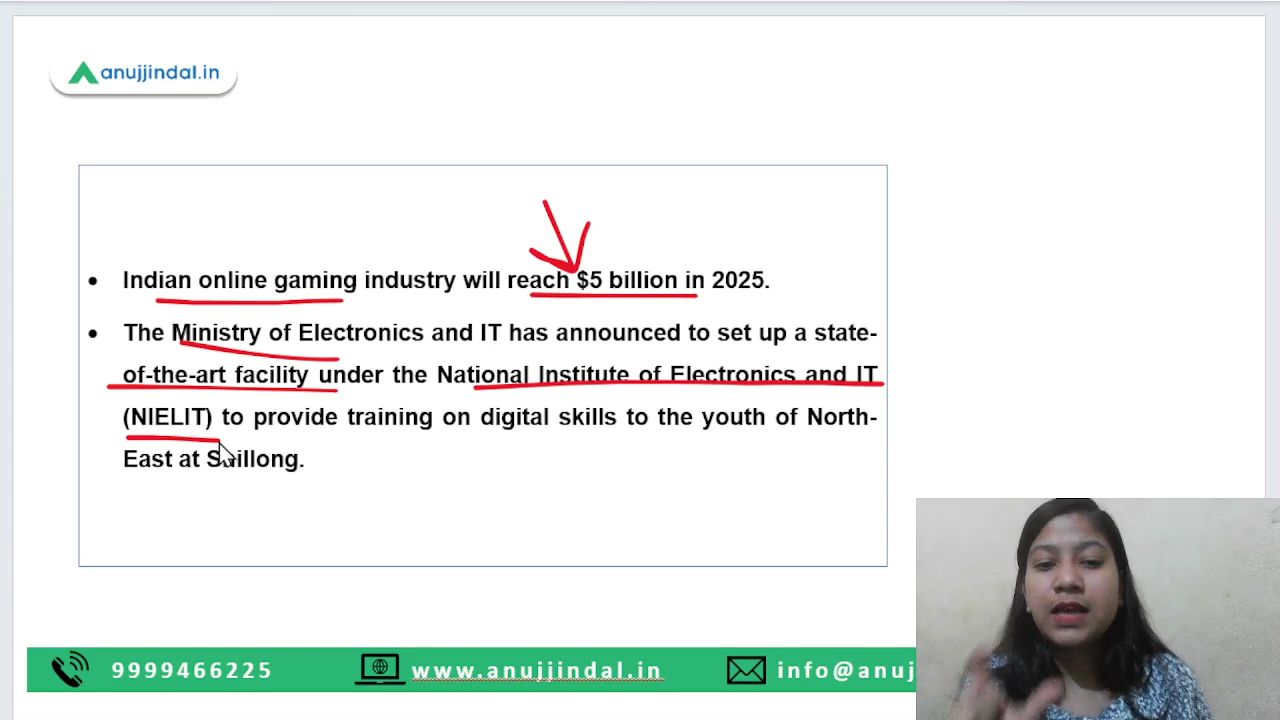 anujjindal.in
• Indian online gaming industry will reach $5 billion in 2025.
• The Ministry of Electronics and IT has announced to set up a state-
of-the-art facility under the National Institute of Electronics and IT
(NIELIT) to provide training on digital skills to the youth of North-
East at Shillong.
9999466225 www.anujjindal.in info@anuj